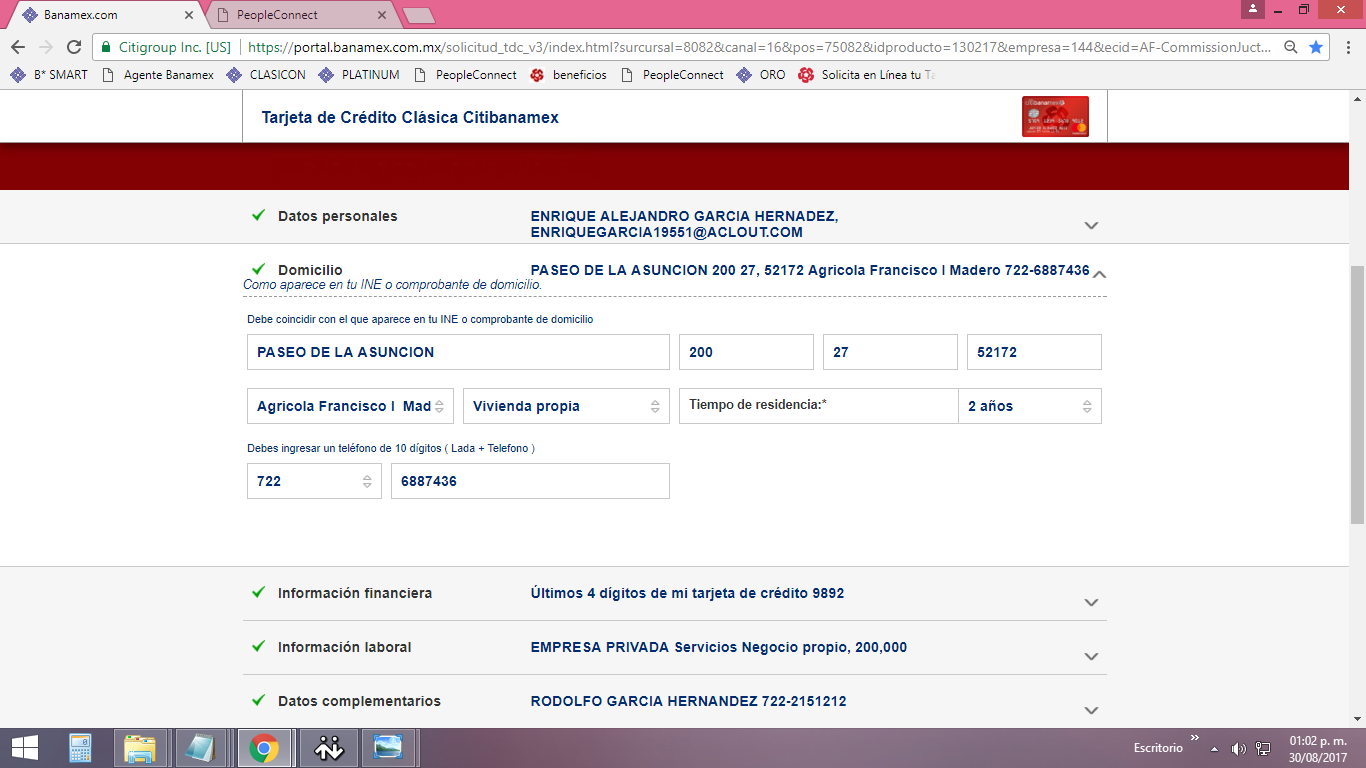 Banamex.com
PeopleConnect
Citigroup Inc. [US]
https://portal.banamex.com.mx/solicitud_tdc_v3/index.html?surcursal=8082&canal=16&pos=75082&idproducto=130217&empresa=144&ecid=AF-CommissionJuct...
B* SMART
Agente Banamex
CLASICON
PLATINUM
PeopleConnect
beneficios
PeopleConnect
ORO
Solicita en Línea tu Ta
Tarjeta de Crédito Clásica Citibanamex
Datos personales
ENRIQUE ALEJANDRO GARCIA HERNADEZ,
ENRIQUEGARCIA19551@ACLOUT.COM
Domicilio
PASEO DE LA ASUNCION 200 27, 52172 Agricola Francisco I Madero 722-6887436
Como aparece en tu INE o comprobante de domicilio.
Debe coincidir con el que aparece en tu INE o comprobante de domicilio
PASEO DE LA ASUNCION
200
27
52172
Agricola Francisco I Mad
Vivienda propia
Tiempo de residencia:*
2 años
Debes ingresar un teléfono de 10 dígitos ( Lada + Telefono )
722
6887436
Información financiera
Últimos 4 dígitos de mi tarjeta de crédito 9892
Información laboral
EMPRESA PRIVADA Servicios Negocio propio, 200,000
Datos complementarios
RODOLFO GARCIA HERNANDEZ 722-2151212
Escritorio
01:02 p. m.
30/08/2017